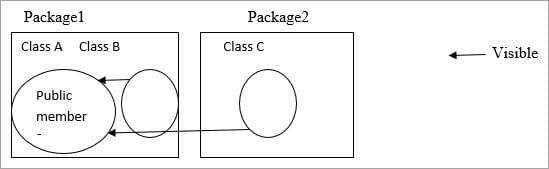 Package1
Package2
Class A
Class B
Class C
Visible
Public
member
-